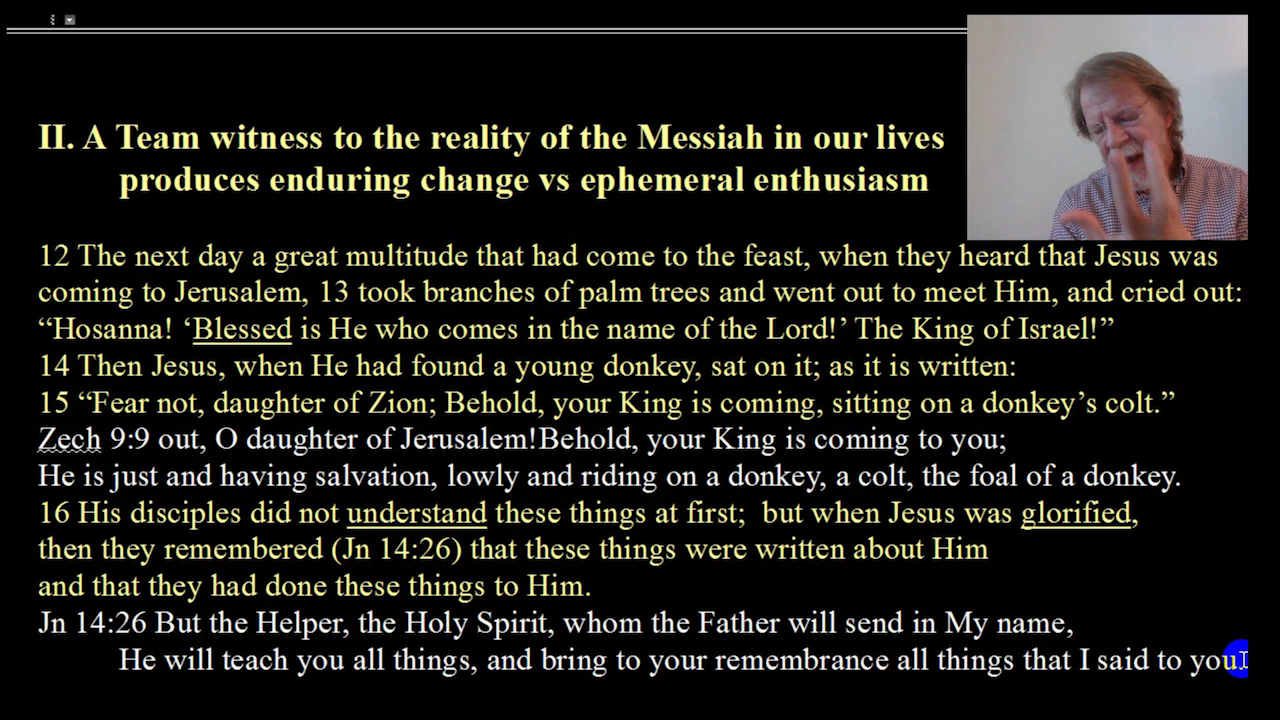 II. A Team witness to the reality of the Messiah in our lives
produces enduring change vs ephemeral enthusiasm
12 The next day a great multitude that had come to the feast, when they heard that Jesus was
coming to Jerusalem, 13 took branches of palm trees and went out to meet Him, and cried out:
“Hosanna! ‘Blessed is He who comes in the name of the Lord!’ The King of Israel!”
14 Then Jesus, when He had found a young donkey, sat on it; as it is written:
15 “Fear not, daughter of Zion; Behold, your King is coming, sitting on a donkey’s colt.”
Zech 9:9 out, O daughter of Jerusalem!Behold, your King is coming to you;
He is just and having salvation, lowly and riding on a donkey, a colt, the foal of a donkey.
16 His disciples did not understand these things at first;  but when Jesus was glorified,
then they remembered (Jn 14:26) that these things were written about Him
and that they had done these things to Him.
Jn 14:26 But the Helper, the Holy Spirit, whom the Father will send in My name,
He will teach you all things, and bring to your remembrance all things that I said to you.